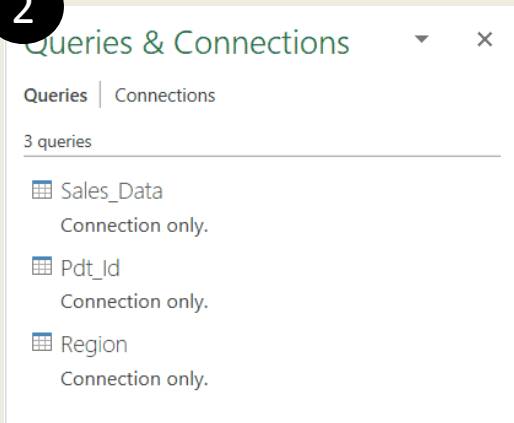 2
Queries & Connections
Queries | Connections
3 queries
Sales_Data
Connection only.
Pdt_Id
Connection only.
Region
Connection only.